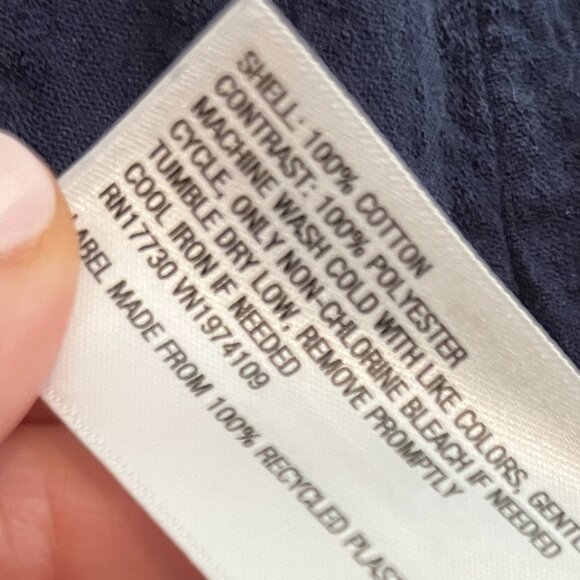 SHELL: 100% COTTON
CONTRAST: 100% POLYESTER
MACHINE WASH COLD WITH LIKE COLORS, GENTLE
CYCLE. ONLY NON-CHLORINE BLEACH IF NEEDED
TUMBLE DRY LOW, REMOVE PROMPTLY
COOL IRON IF NEEDED
RN17730 VN1974109
LABEL MADE FROM 100% RECYCLED PLAS